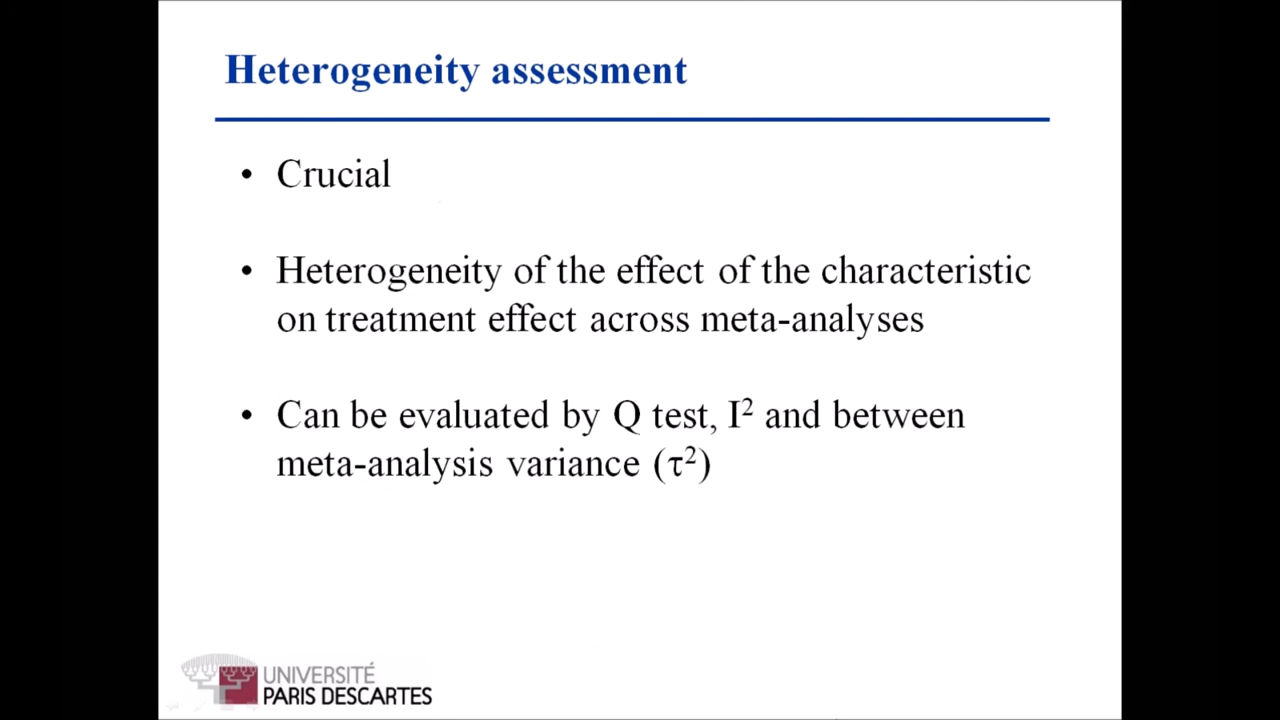 Heterogeneity assessment
• Crucial
• Heterogeneity of the effect of the characteristic
on treatment effect across meta-analyses
• Can be evaluated by Q test, I² and between
meta-analysis variance (τ²)
UNIVERSITÉ
PARIS DESCARTES